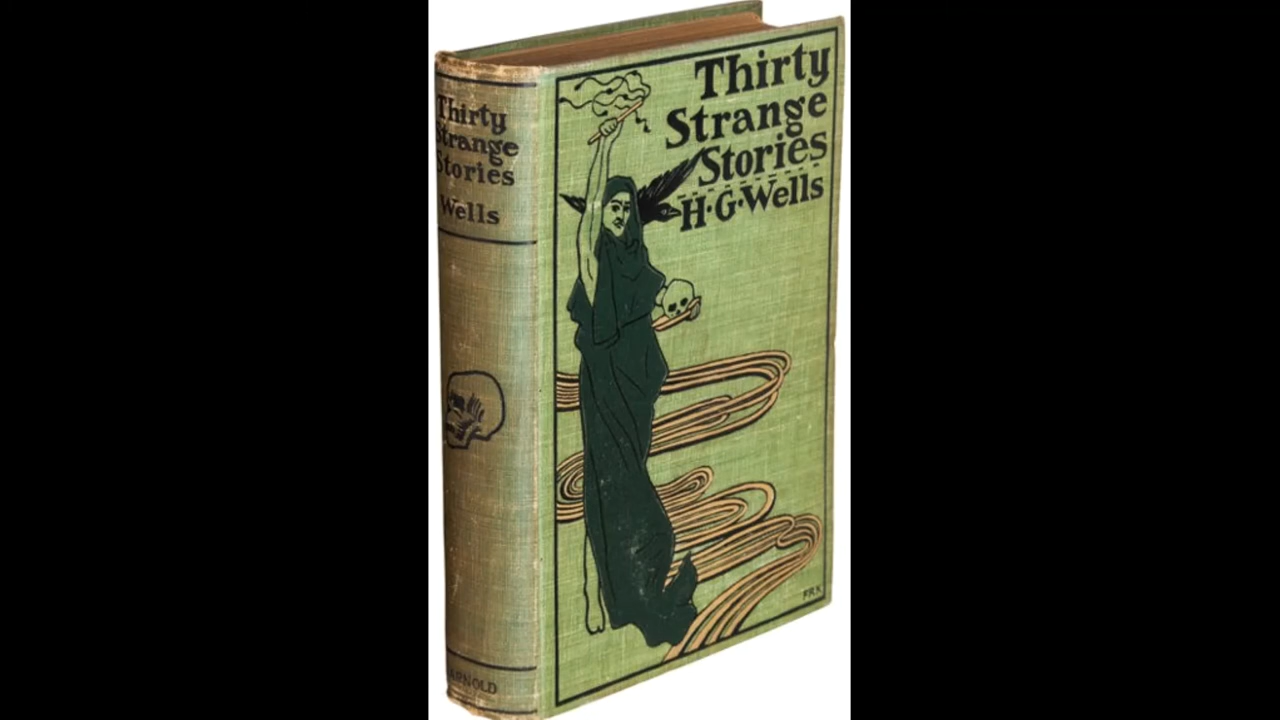 Thirty
Strange
Stories
Wells
ARNOLD
Thirty
Strange
Stories
H·G·Wells
FRK